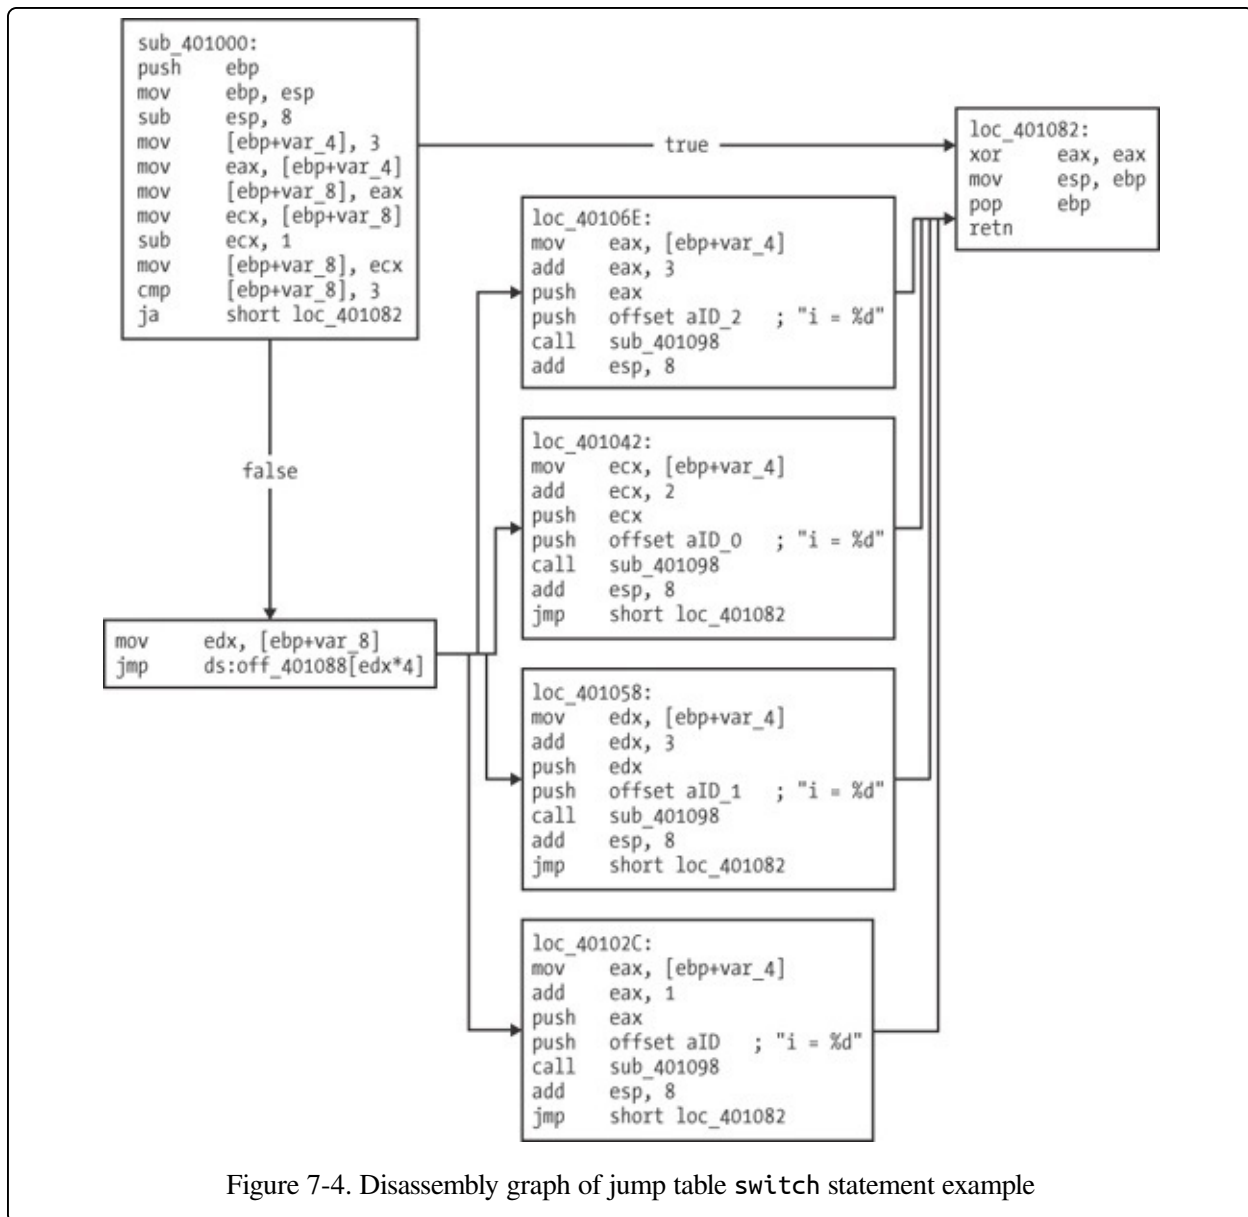 sub_401000:
push ebp
mov ebp, esp
sub esp, 8
mov [ebp+var_4], 3
mov eax, [ebp+var_4]
mov [ebp+var_8], eax
mov ecx, [ebp+var_8]
sub ecx, 1
mov [ebp+var_8], ecx
cmp [ebp+var_8], 3
ja short loc_401082
true
loc_401082:
xor eax, eax
mov esp, ebp
pop ebp
retn
false
mov edx, [ebp+var_8]
jmp ds:off_401088[edx*4]
loc_40106E:
mov eax, [ebp+var_4]
add eax, 3
push eax
push offset aID_2 ; "i = %d"
call sub_401098
add esp, 8
loc_401042:
mov ecx, [ebp+var_4]
add ecx, 2
push ecx
push offset aID_0 ; "i = %d"
call sub_401098
add esp, 8
jmp short loc_401082
loc_401058:
mov edx, [ebp+var_4]
add edx, 3
push edx
push offset aID_1 ; "i = %d"
call sub_401098
add esp, 8
jmp short loc_401082
loc_40102C:
mov eax, [ebp+var_4]
add eax, 1
push eax
push offset aID ; "i = %d"
call sub_401098
add esp, 8
jmp short loc_401082
Figure 7-4. Disassembly graph of jump table switch statement example